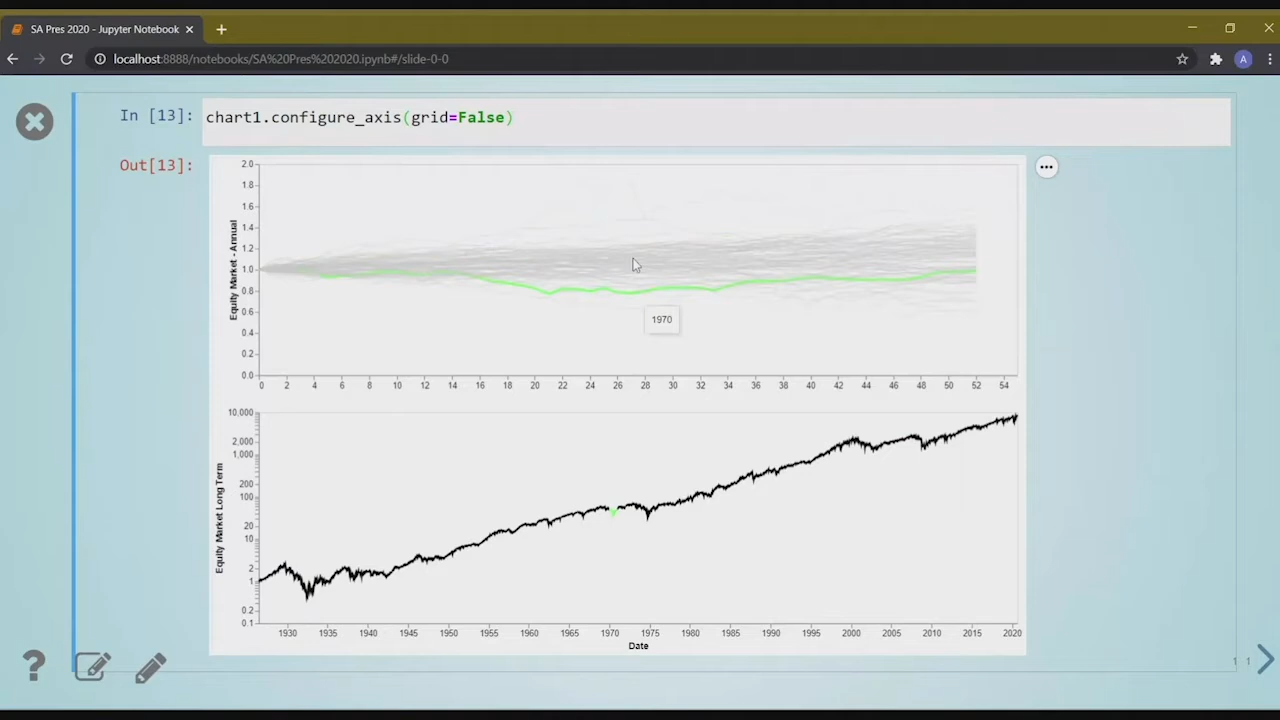 SA Pres 2020 - Jupyter Notebook
localhost:8888/notebooks/SA%20Pres%202020.ipynb#/slide-0-0
A
In [13]: chart1.configure_axis(grid=False)
Out[13]:
Equity Market - Annual
2.0
1.8
1.6
1.4
1.2
1.0
0.8
0.6
0.4
0.2
0.0
1970
0 2 4 6 8 10 12 14 16 18 20 22 24 26 28 30 32 34 36 38 40 42 44 46 48 50 52 54
Equity Market Long Term
10,000
2,000
1,000
200
100
20
10
2
1
0.2
0.1
1930 1935 1940 1945 1950 1955 1960 1965 1970 1975 1980 1985 1990 1995 2000 2005 2010 2015 2020
Date
?
1 1